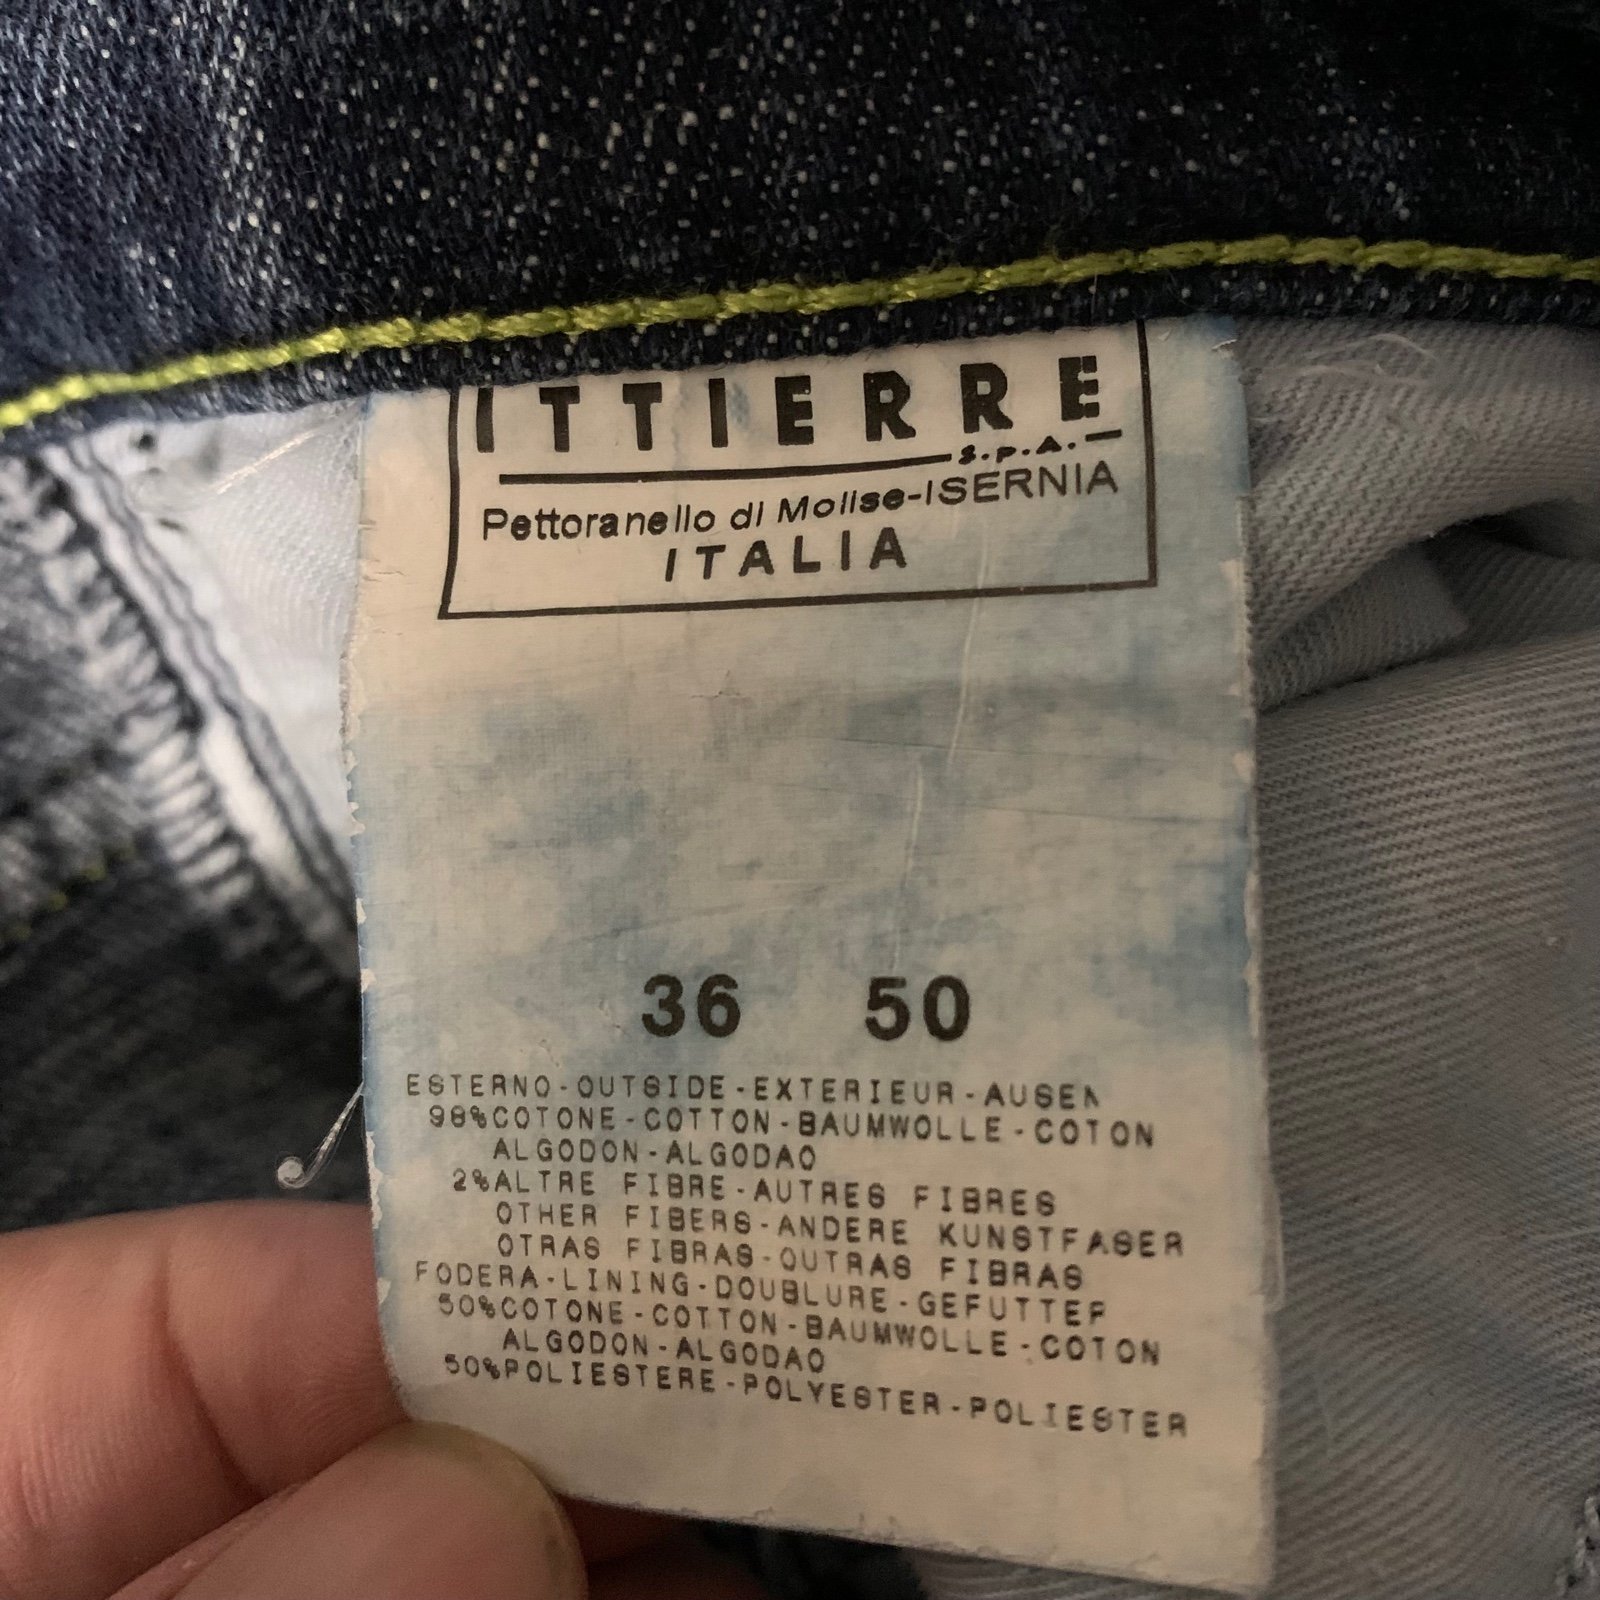 ITTIERRE
S.P.A.
Pettoranello di Molise-ISERNIA
ITALIA
36 50
ESTERNO-OUTSIDE-EXTERIEUR-AUSEN
98%COTONE-COTTON-BAUMWOLLE-COTON
ALGODON-ALGODAO
2%ALTRE FIBRE-AUTRES FIBRES
OTHER FIBERS-ANDERE KUNSTFASER
OTRAS FIBRAS-OUTRAS FIBRAS
FODERA-LINING-DOUBLURE-GEFUTTER
50%COTONE-COTTON-BAUMWOLLE-COTON
ALGODON-ALGODAO
50%POLIESTERE-POLYESTER-POLIESTER